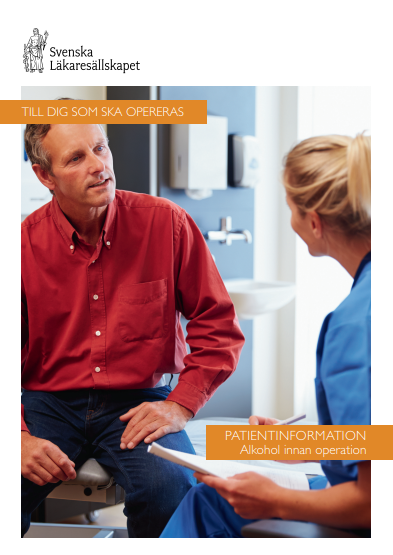 Svenska
Läkaresällskapet
TILL DIG SOM SKA OPERERAS
PATIENTINFORMATION
Alkohol innan operation